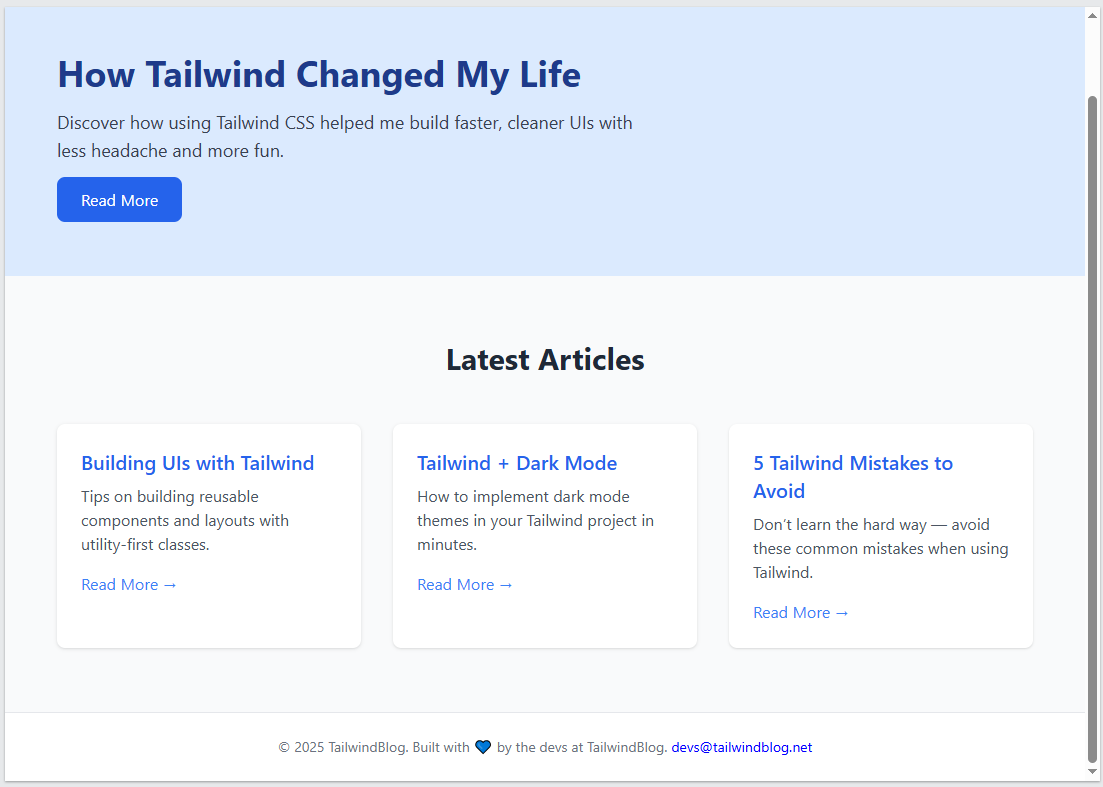 How Tailwind Changed My Life
Discover how using Tailwind CSS helped me build faster, cleaner UIs with
less headache and more fun.
Read More
Latest Articles
Building UIs with Tailwind
Tips on building reusable
components and layouts with
utility-first classes.
Read More →
Tailwind + Dark Mode
How to implement dark mode
themes in your Tailwind project in
minutes.
Read More →
5 Tailwind Mistakes to
Avoid
Don’t learn the hard way — avoid
these common mistakes when using
Tailwind.
Read More →
© 2025 TailwindBlog. Built with 💙 by the devs at TailwindBlog. devs@tailwindblog.net